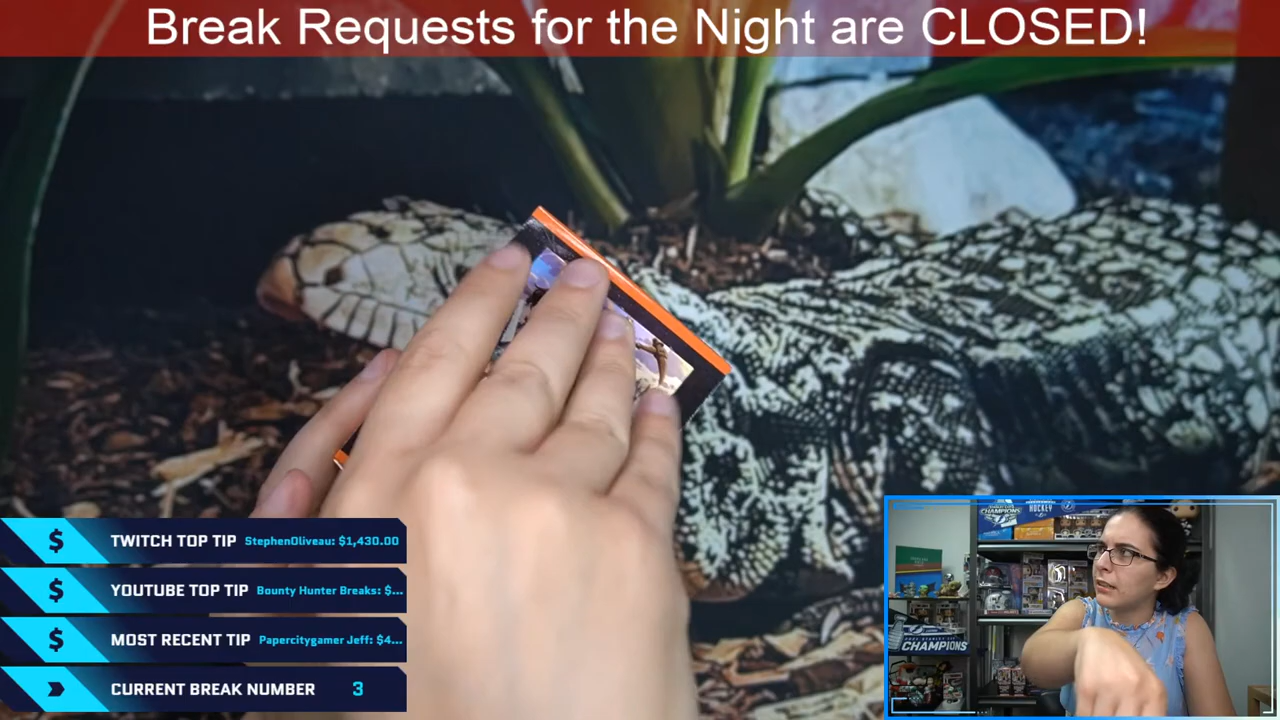 Break Requests for the Night are CLOSED!
TWITCH TOP TIP StephenOliveau: $1,430.00
YOUTUBE TOP TIP Bounty Hunter Breaks: $...
MOST RECENT TIP Papercitygamer Jeff: $4...
CURRENT BREAK NUMBER 3
CHAMPIONS
HOCKEY
CHAMPIONS